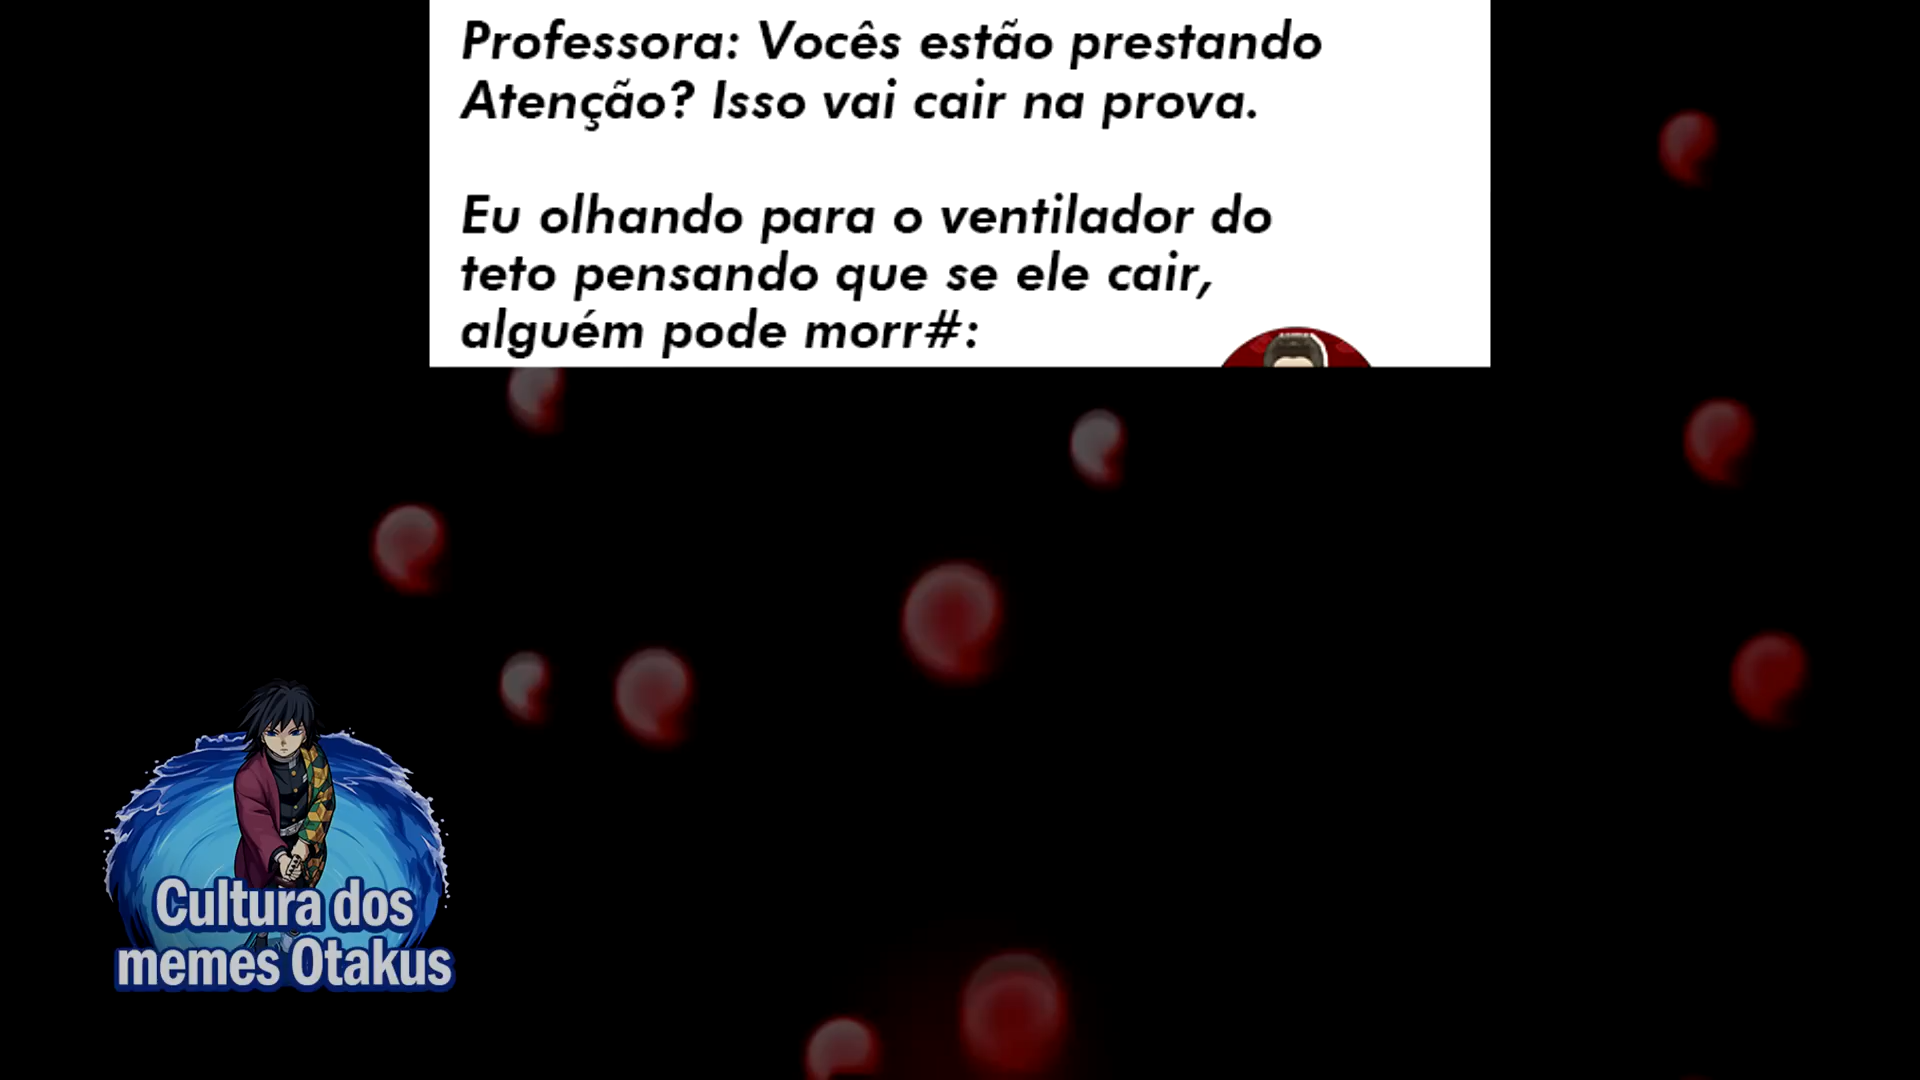 Professora: Vocês estão prestando
Atenção? Isso vai cair na prova.
Eu olhando para o ventilador do
teto pensando que se ele cair,
alguém pode morr#:
Cultura dos
memes Otakus